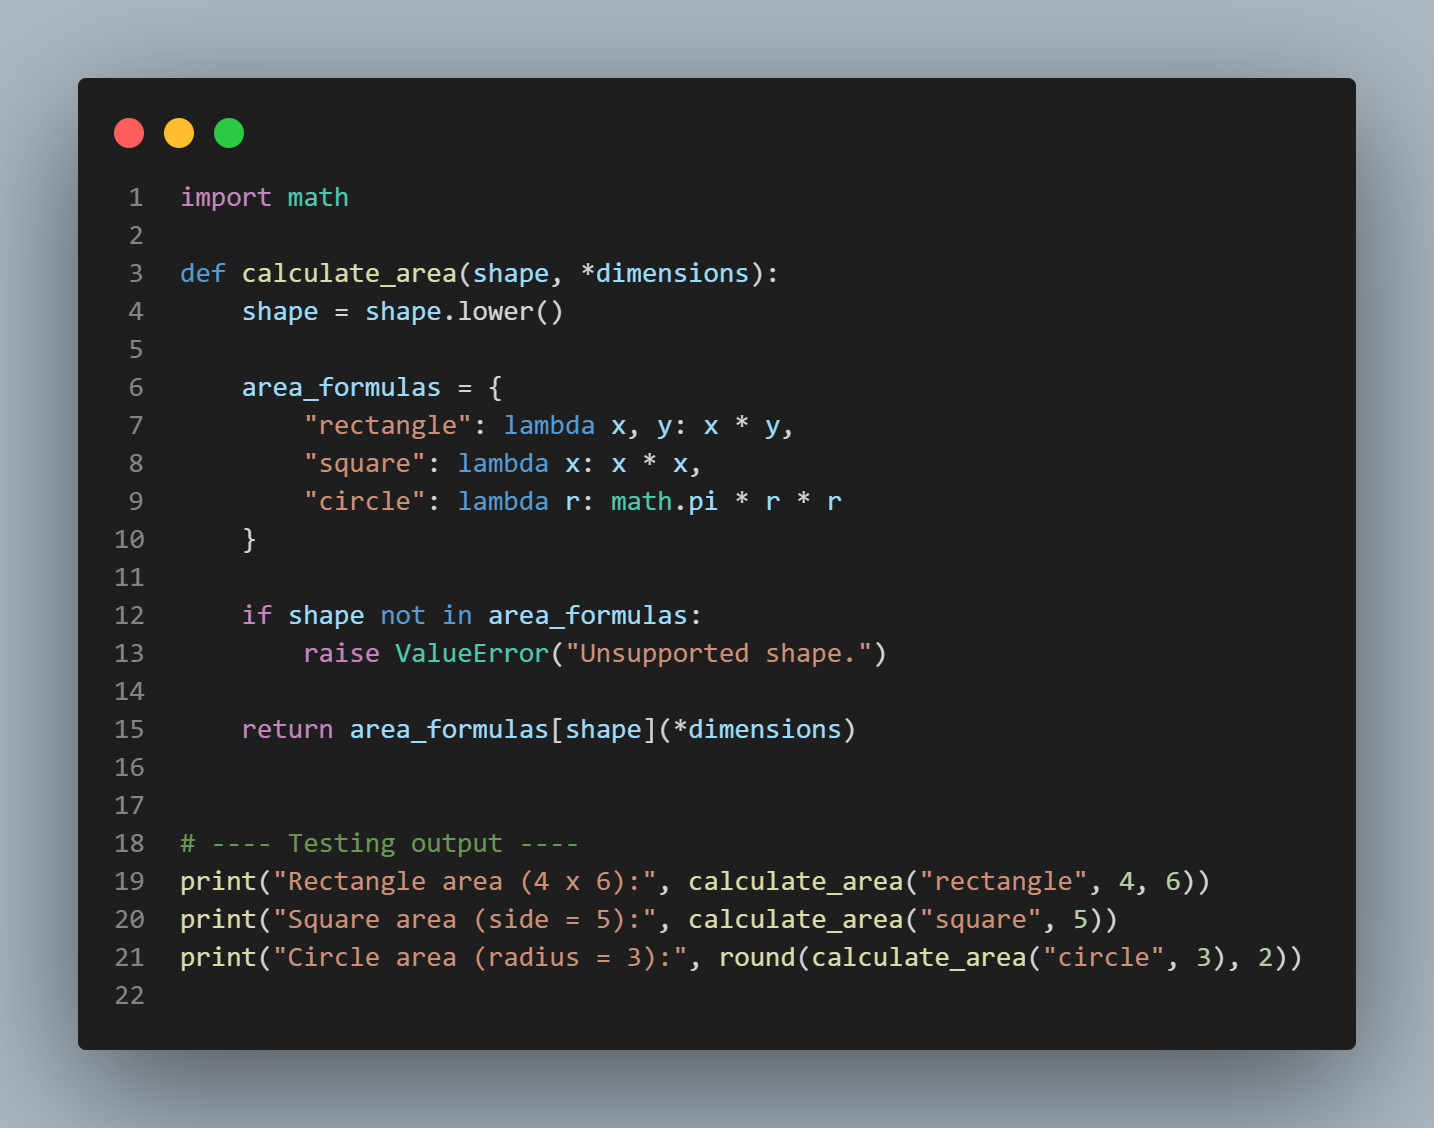 1 import math
2
3 def calculate_area(shape, *dimensions):
4     shape = shape.lower()
5
6     area_formulas = {
7         "rectangle": lambda x, y: x * y,
8         "square": lambda x: x * x,
9         "circle": lambda r: math.pi * r * r
10     }
11
12     if shape not in area_formulas:
13         raise ValueError("Unsupported shape.")
14
15     return area_formulas[shape](*dimensions)
16
17
18 # ---- Testing output ----
19 print("Rectangle area (4 x 6):", calculate_area("rectangle", 4, 6))
20 print("Square area (side = 5):", calculate_area("square", 5))
21 print("Circle area (radius = 3):", round(calculate_area("circle", 3), 2))
22